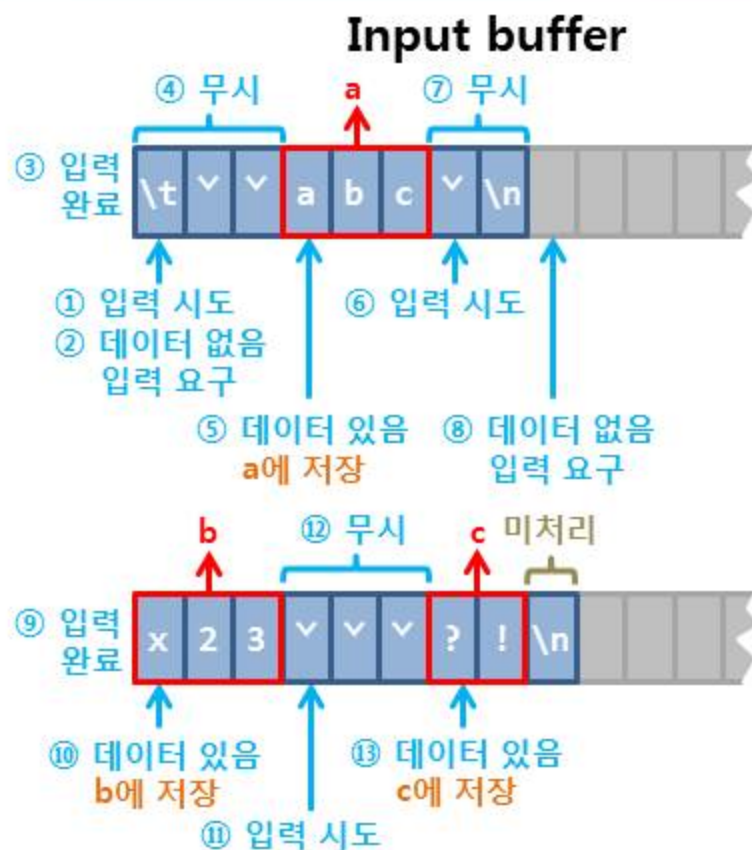 Input buffer
④ 무시
a
⑦ 무시
③ 입력
완료
\t ˇ ˇ a b c ˇ \n
① 입력 시도
② 데이터 없음
입력 요구
⑥ 입력 시도
⑤ 데이터 있음
a에 저장
⑧ 데이터 없음
입력 요구
b
⑫ 무시
c
미처리
⑨ 입력
완료
x 2 3 ˇ ˇ ˇ ? ! \n
⑩ 데이터 있음
b에 저장
⑬ 데이터 있음
c에 저장
⑪ 입력 시도